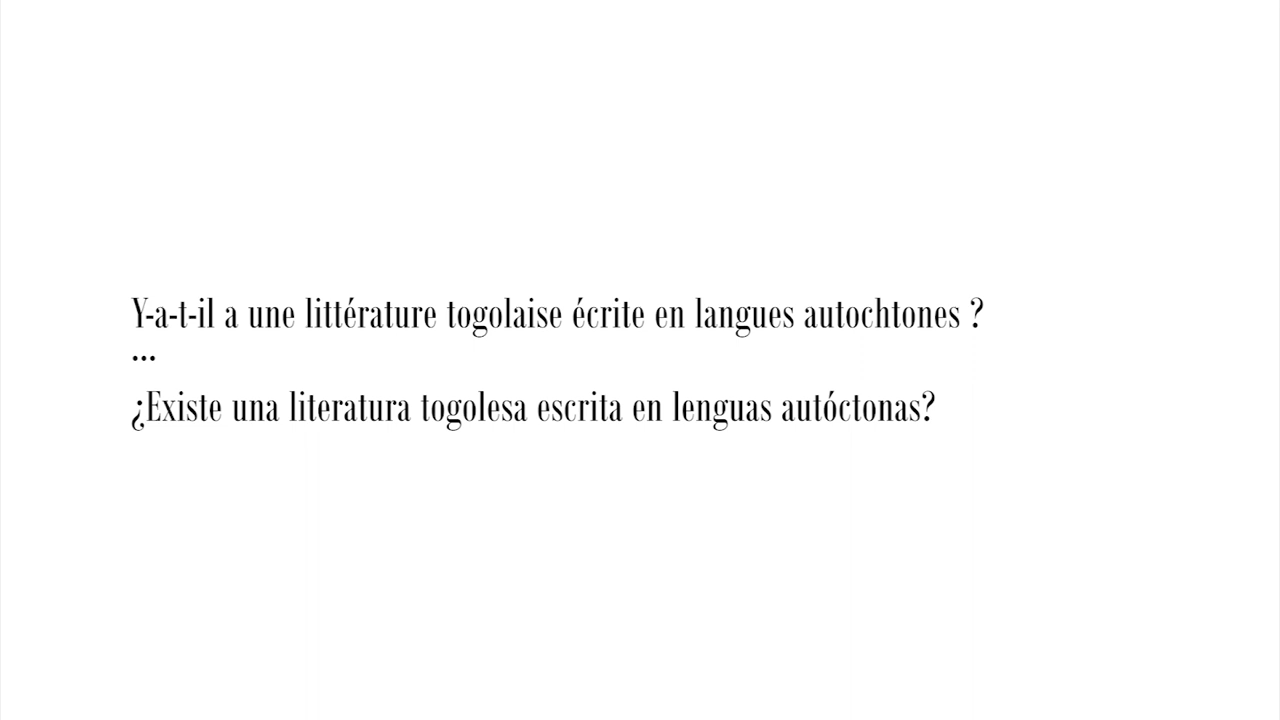 Y-a-t-il a une littérature togolaise écrite en langues autochtones ?
...
¿Existe una literatura togolesa escrita en lenguas autóctonas?